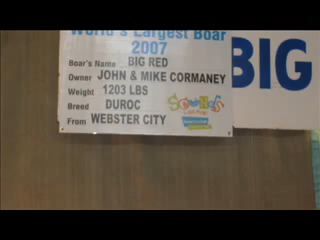 World's Largest Boar
2007
Boar's Name BIG RED
Owner JOHN & MIKE CORMANEY
Weight 1203 LBS
Breed DUROC
From WEBSTER CITY
BIG